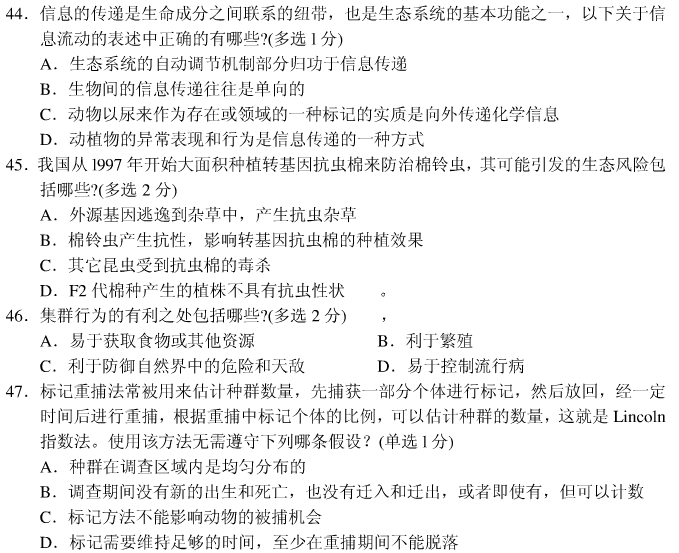 44．信息的传递是生命成分之间联系的纽带，也是生态系统的基本功能之一，以下关于信
息流动的表述中正确的有哪些?(多选 1 分)
A．生态系统的自动调节机制部分归功于信息传递
B．生物间的信息传递往往是单向的
C．动物以尿来作为存在或领域的一种标记的实质是向外传递化学信息
D．动植物的异常表现和行为是信息传递的一种方式
45．我国从 1997 年开始大面积种植转基因抗虫棉来防治棉铃虫，其可能引发的生态风险包
括哪些?(多选 2 分)
A．外源基因逃逸到杂草中，产生抗虫杂草
B．棉铃虫产生抗性，影响转基因抗虫棉的种植效果
C．其它昆虫受到抗虫棉的毒杀
D．F2 代棉种产生的植株不具有抗虫性状 。
46．集群行为的有利之处包括哪些?(多选 2 分) ，
A．易于获取食物或其他资源 B．利于繁殖
C．利于防御自然界中的危险和天敌 D．易于控制流行病
47．标记重捕法常被用来估计种群数量，先捕获一部分个体进行标记，然后放回，经一定
时间后进行重捕，根据重捕中标记个体的比例，可以估计种群的数量，这就是 Lincoln
指数法。使用该方法无需遵守下列哪条假设？(单选 1 分)
A．种群在调查区域内是均匀分布的
B．调查期间没有新的出生和死亡，也没有迁入和迁出，或者即使有，但可以计数
C．标记方法不能影响动物的被捕机会
D．标记需要维持足够的时间，至少在重捕期间不能脱落